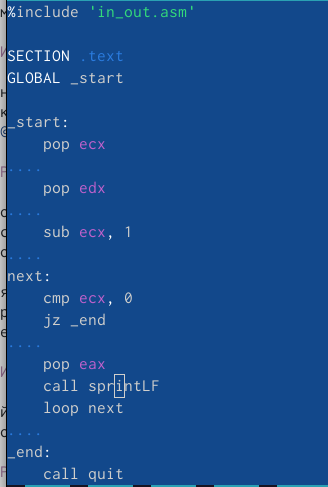 %include 'in_out.asm'
SECTION .text
GLOBAL _start
_start:
pop ecx
....
pop edx
....
sub ecx, 1
....
next:
cmp ecx, 0
jz _end
....
pop eax
call sprintLF
loop next
....
_end:
call quit